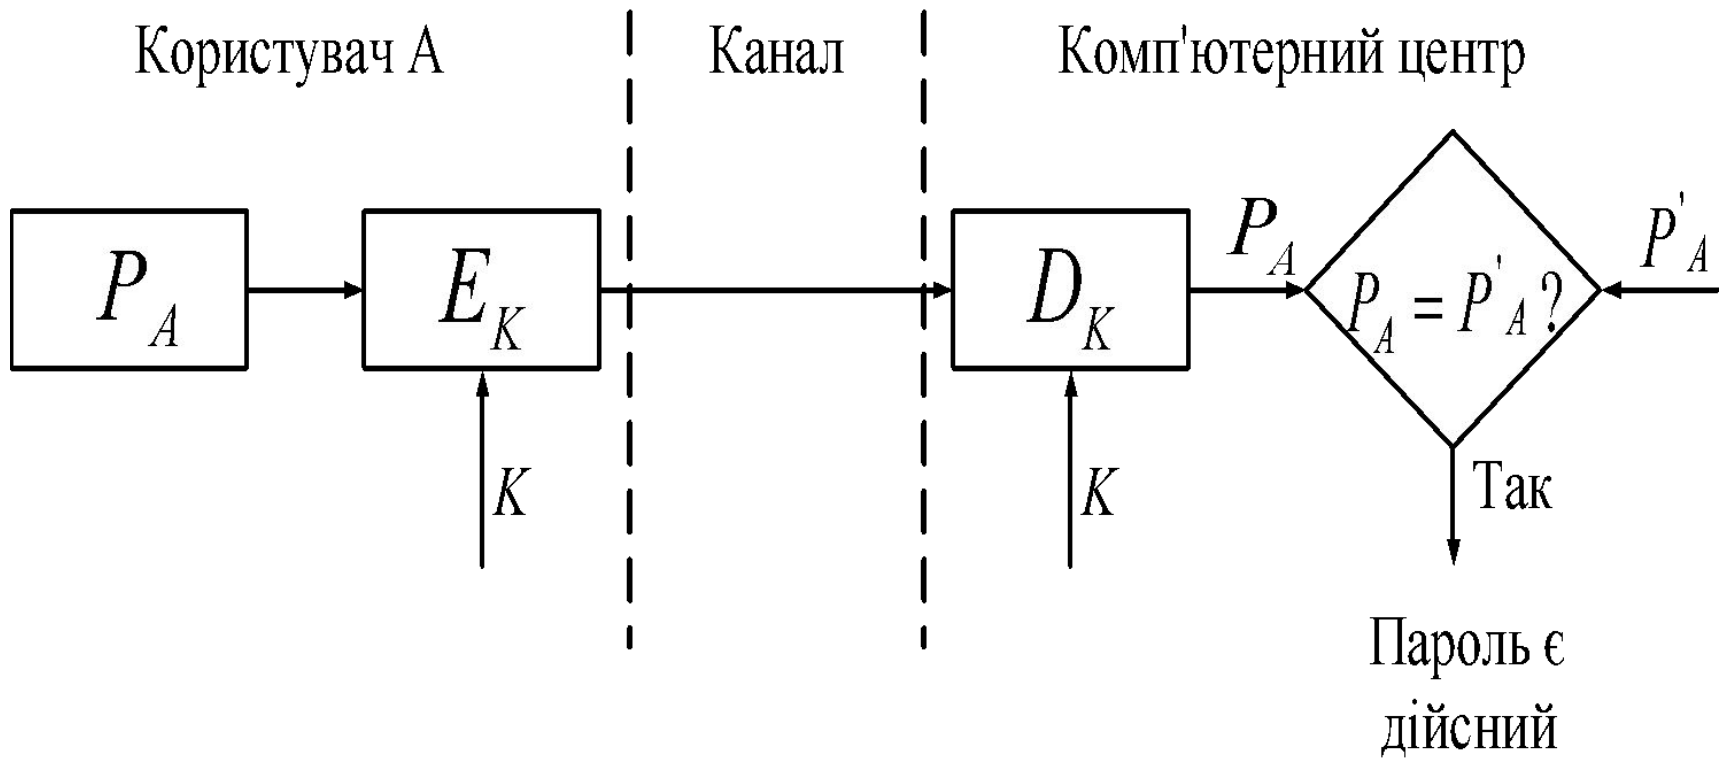 Користувач А
Канал
Комп'ютерний центр
P_A
E_K
D_K
P_A
P_A = P'_A ?
P'_A
K
K
Так
Пароль є
дійсний